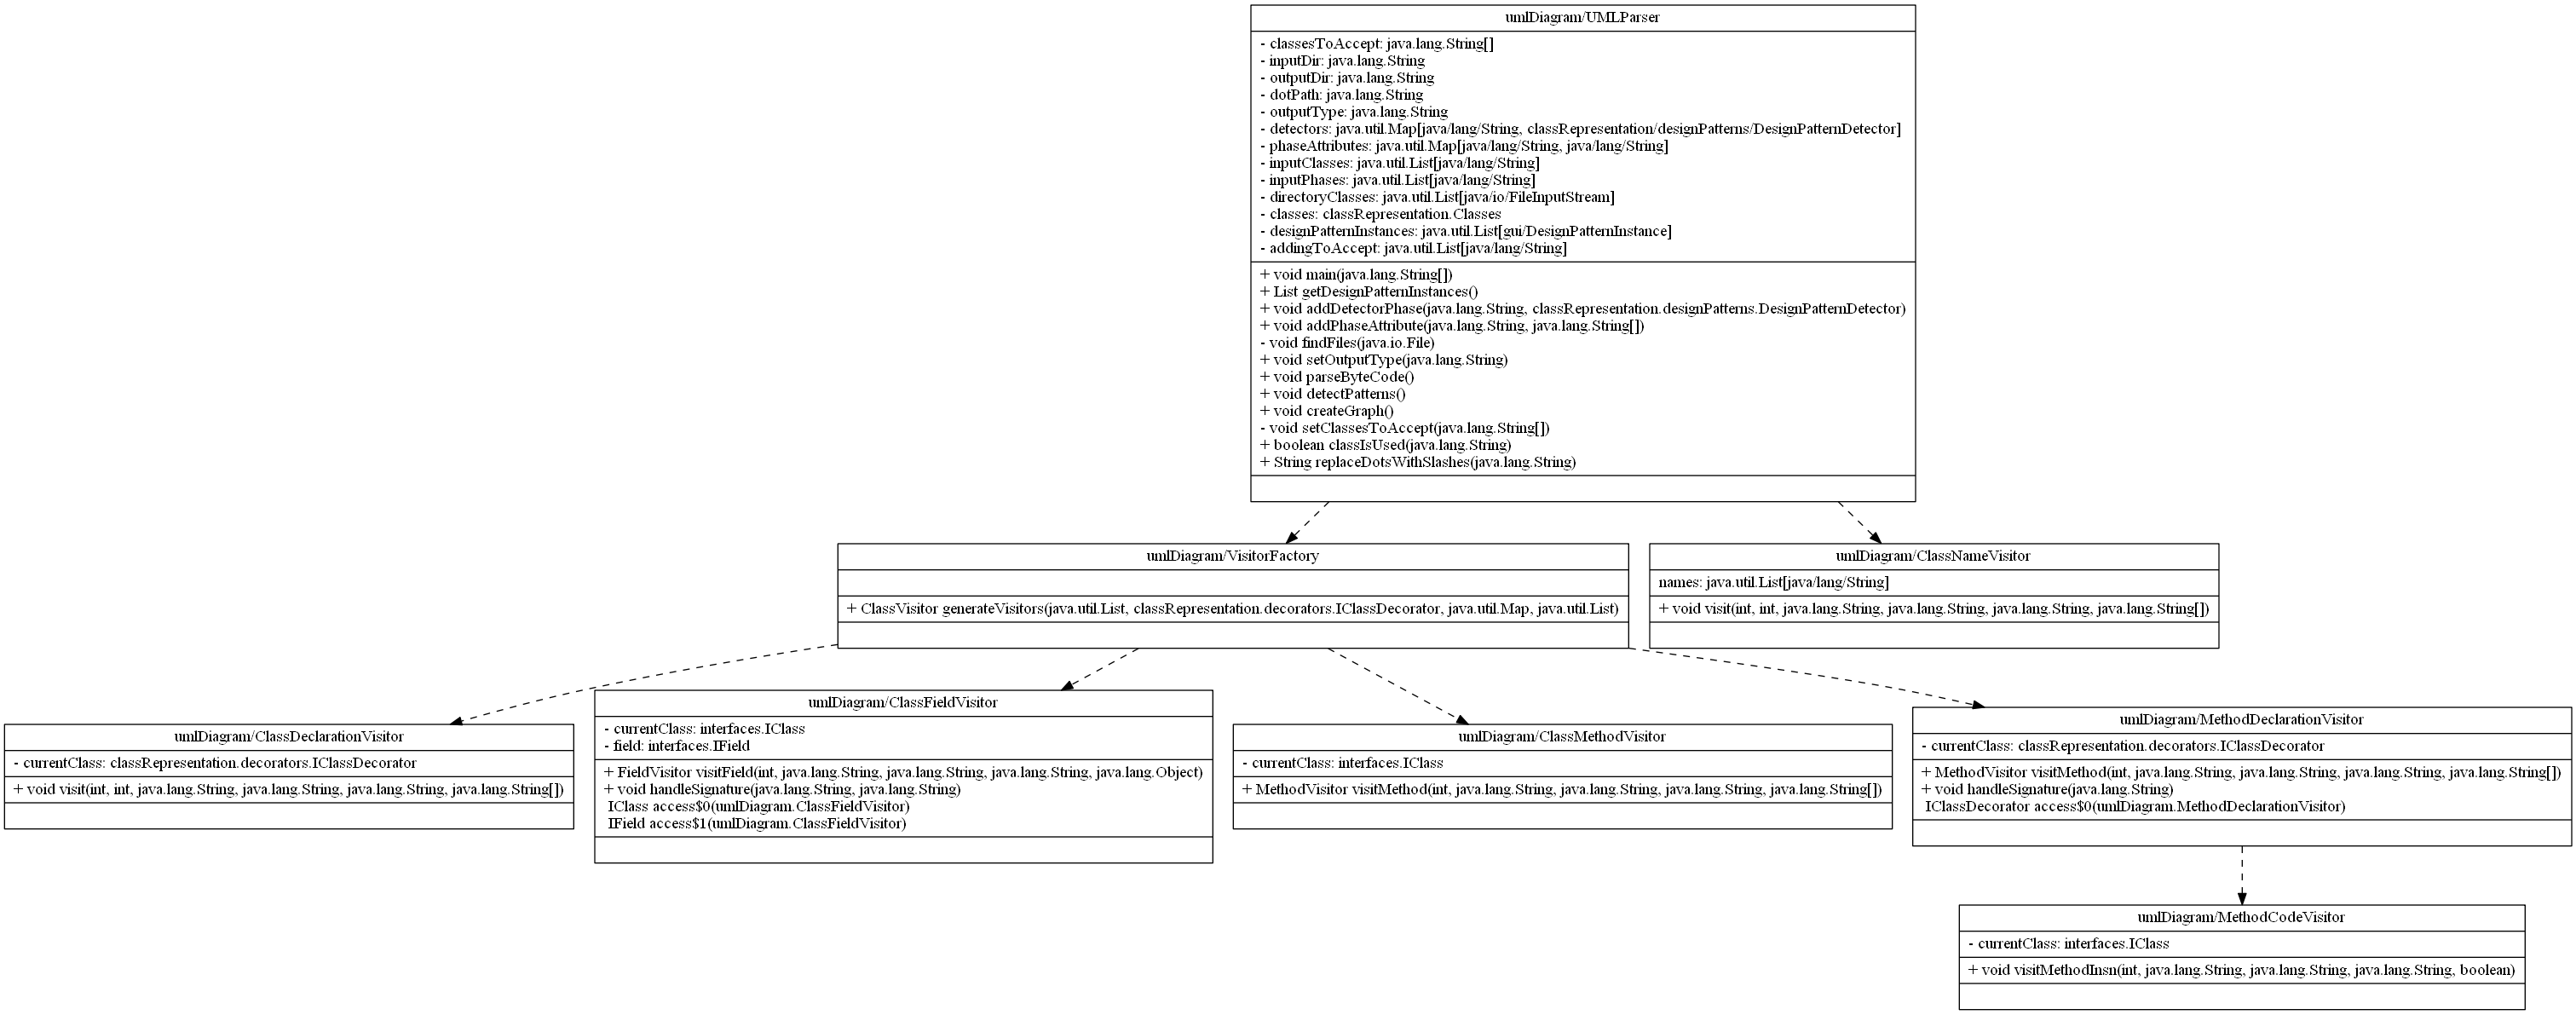 umlDiagram/UMLParser
- classesToAccept: java.lang.String[]
- inputDir: java.lang.String
- outputDir: java.lang.String
- dotPath: java.lang.String
- outputType: java.lang.String
- detectors: java.util.Map[java/lang/String, classRepresentation/designPatterns/DesignPatternDetector]
- phaseAttributes: java.util.Map[java/lang/String, java/lang/String]
- inputClasses: java.util.List[java/lang/String]
- inputPhases: java.util.List[java/lang/String]
- directoryClasses: java.util.List[java/io/FileInputStream]
- classes: classRepresentation.Classes
- designPatternInstances: java.util.List[gui/DesignPatternInstance]
- addingToAccept: java.util.List[java/lang/String]
+ void main(java.lang.String[])
+ List getDesignPatternInstances()
+ void addDetectorPhase(java.lang.String, classRepresentation.designPatterns.DesignPatternDetector)
+ void addPhaseAttribute(java.lang.String, java.lang.String[])
- void findFiles(java.io.File)
+ void setOutputType(java.lang.String)
+ void parseByteCode()
+ void detectPatterns()
+ void createGraph()
- void setClassesToAccept(java.lang.String[])
+ boolean classIsUsed(java.lang.String)
+ String replaceDotsWithSlashes(java.lang.String)
umlDiagram/VisitorFactory
+ ClassVisitor generateVisitors(java.util.List, classRepresentation.decorators.IClassDecorator, java.util.Map, java.util.List)
umlDiagram/ClassNameVisitor
names: java.util.List[java/lang/String]
+ void visit(int, int, java.lang.String, java.lang.String, java.lang.String, java.lang.String[])
umlDiagram/ClassDeclarationVisitor
- currentClass: classRepresentation.decorators.IClassDecorator
+ void visit(int, int, java.lang.String, java.lang.String, java.lang.String, java.lang.String[])
umlDiagram/ClassFieldVisitor
- currentClass: interfaces.IClass
- field: interfaces.IField
+ FieldVisitor visitField(int, java.lang.String, java.lang.String, java.lang.String, java.lang.Object)
+ void handleSignature(java.lang.String, java.lang.String)
IClass access$0(umlDiagram.ClassFieldVisitor)
IField access$1(umlDiagram.ClassFieldVisitor)
umlDiagram/ClassMethodVisitor
- currentClass: interfaces.IClass
+ MethodVisitor visitMethod(int, java.lang.String, java.lang.String, java.lang.String, java.lang.String[])
umlDiagram/MethodDeclarationVisitor
- currentClass: classRepresentation.decorators.IClassDecorator
+ MethodVisitor visitMethod(int, java.lang.String, java.lang.String, java.lang.String, java.lang.String[])
+ void handleSignature(java.lang.String)
IClassDecorator access$0(umlDiagram.MethodDeclarationVisitor)
umlDiagram/MethodCodeVisitor
- currentClass: interfaces.IClass
+ void visitMethodInsn(int, java.lang.String, java.lang.String, java.lang.String, boolean)